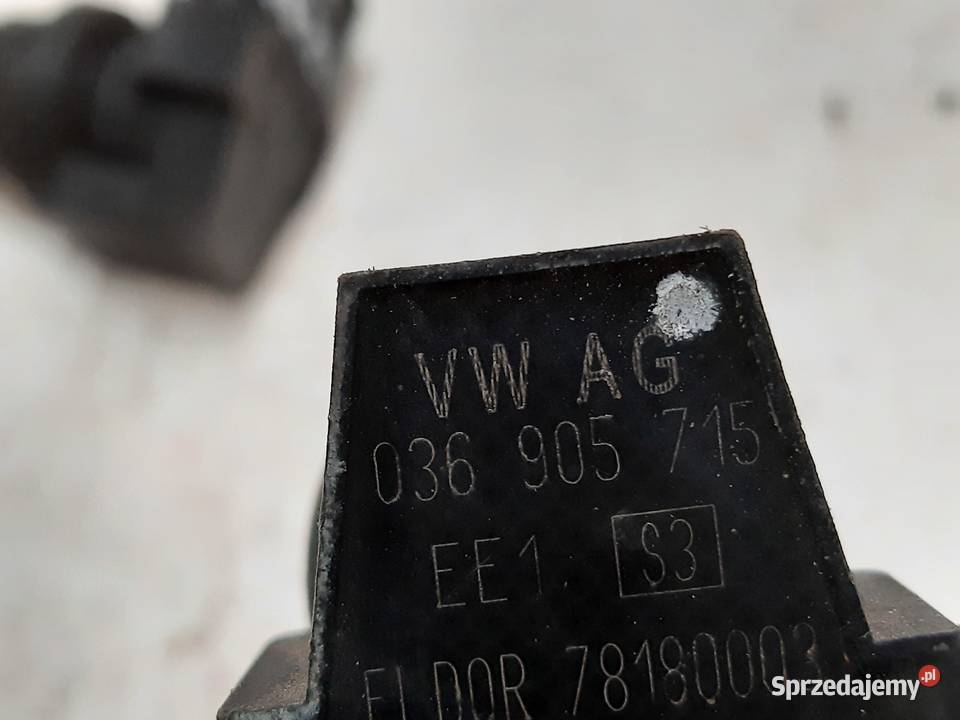 VW AG
036 905 715
EE1 S3
ELDOR 78180003
Sprzedajemy.pl